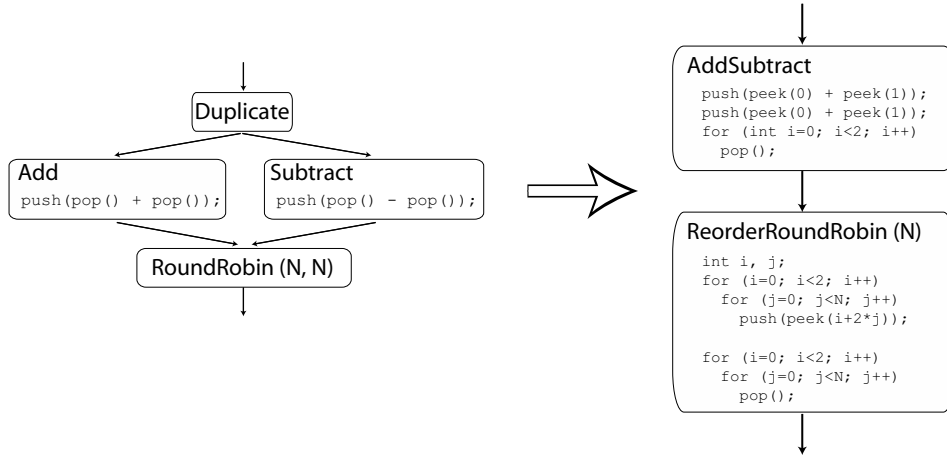 Duplicate
Add
push(pop() + pop());
Subtract
push(pop() - pop());
RoundRobin (N, N)
AddSubtract
push(peek(0) + peek(1));
push(peek(0) + peek(1));
for (int i=0; i<2; i++)
pop();
ReorderRoundRobin (N)
int i, j;
for (i=0; i<2; i++)
for (j=0; j<N; j++)
push(peek(i+2*j));
for (i=0; i<2; i++)
for (j=0; j<N; j++)
pop();